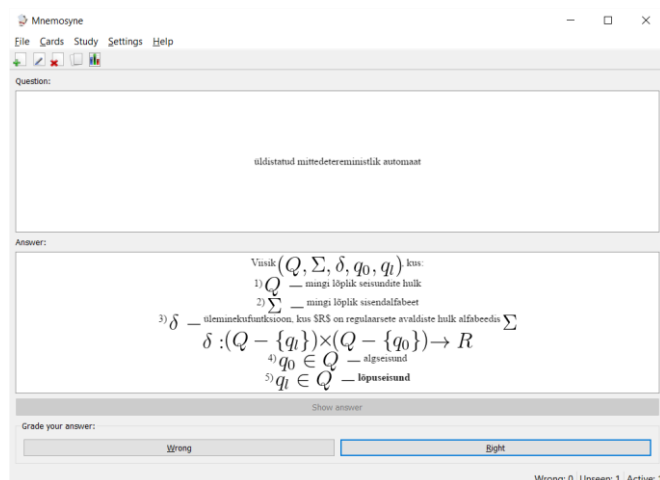 Mnemosyne
File Cards Study Settings Help
Question:
üldistatud mittedetereministlik automaat
Answer:
Viisik (Q, Σ, δ, q₀, qₗ), kus:
1) Q — mingi lõplik seisundite hulk
2) Σ — mingi lõplik sisendalfabeet
3) δ — üleminekufuntksioon, kus $R$ on regulaarsete avaldiste hulk alfabeedis Σ
δ :(Q − {qₗ})×(Q − {q₀})→ R
4) q₀ ∈ Q — algseisund
5) qₗ ∈ Q — lõpuseisund
Show answer
Grade your answer:
Wrong Right
Wrong: 0 Unseen: 1 Active: